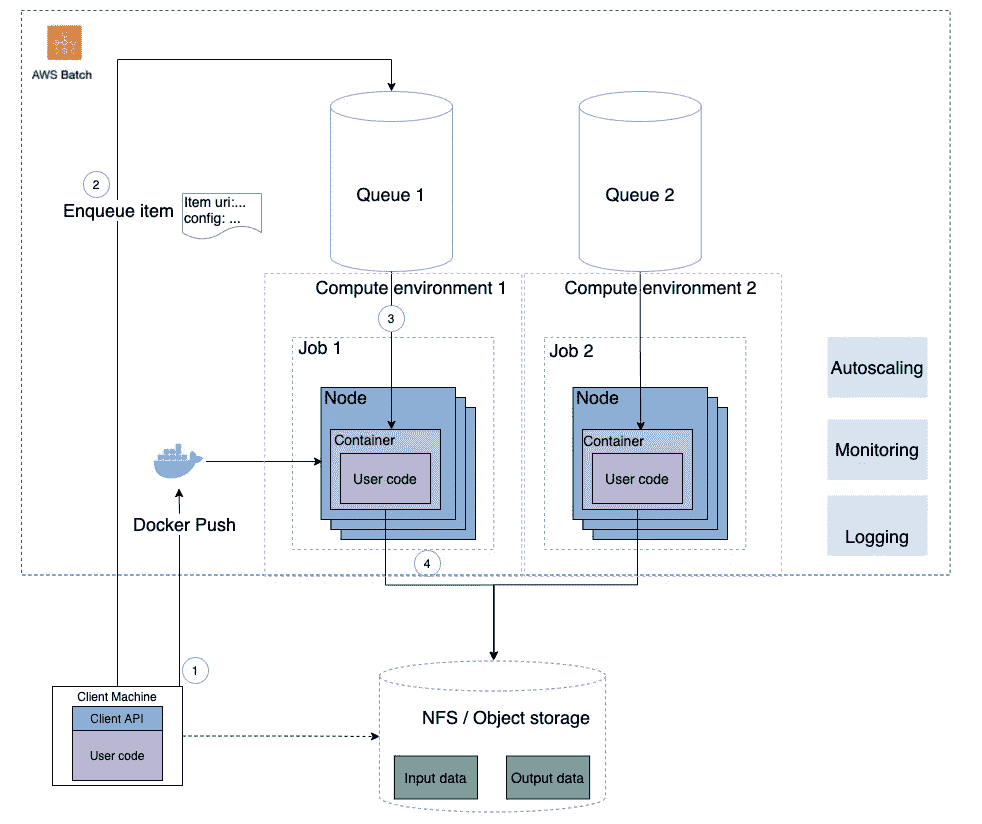 AWS Batch
2
Enqueue item
Item uri:...
config: ...
Queue 1
Queue 2
Compute environment 1
Compute environment 2
3
Job 1
Job 2
Node
Node
Container
Container
User code
User code
Autoscaling
Monitoring
Logging
Docker Push
4
1
Client Machine
Client API
User code
NFS / Object storage
Input data
Output data